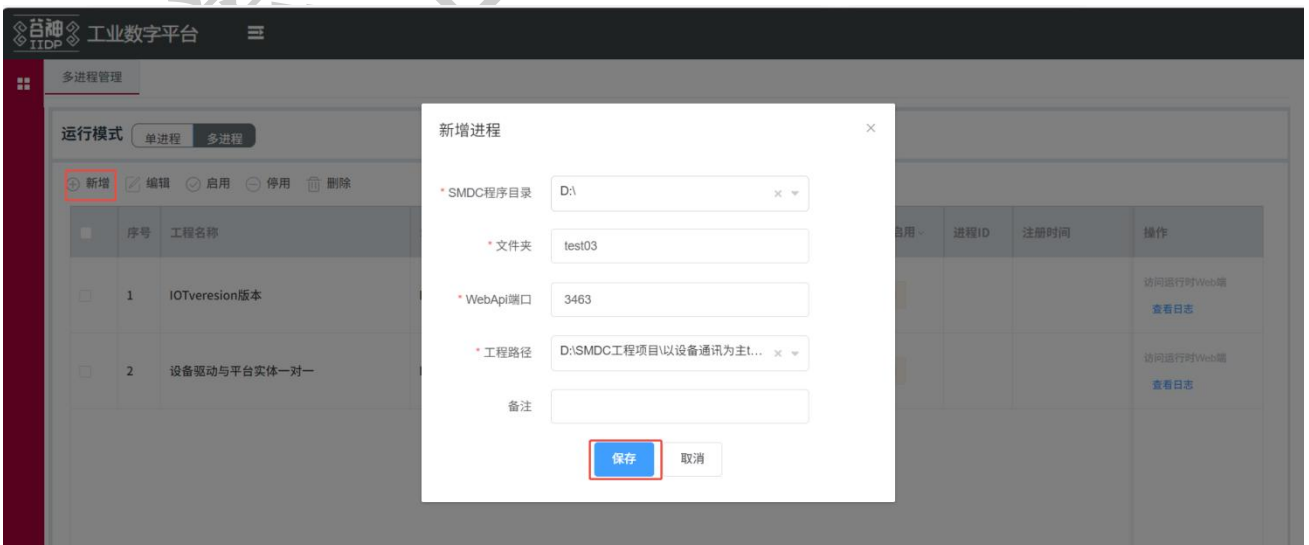 谷神
IIDP
工业数字平台
多进程管理
运行模式 单进程 多进程
新增 编辑 启用 停用 删除
序号 工程名称 启用 进程ID 注册时间 操作
1 IOTveresion版本 访问运行时Web端
查看日志
2 设备驱动与平台实体一对一 访问运行时Web端
查看日志
新增进程
* SMDC程序目录 D:\
* 文件夹 test03
* WebApi端口 3463
* 工程路径 D:\SMDC工程项目\以设备通讯为主t...
备注
保存 取消